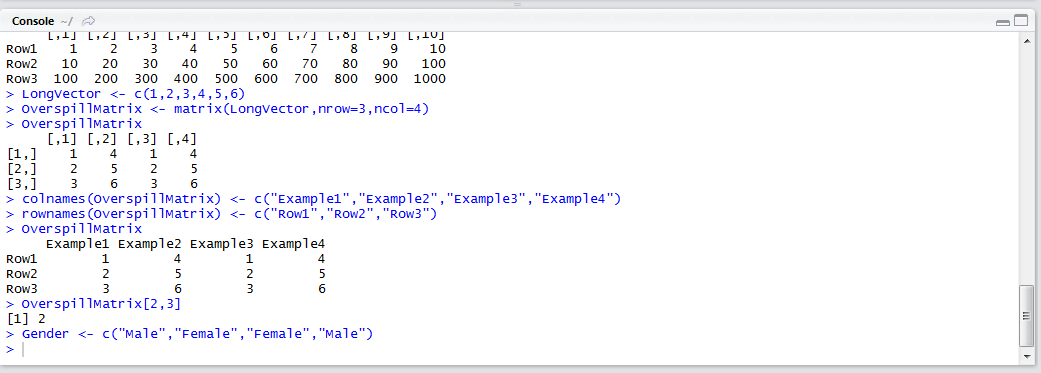 Console ~/
[,1] [,2] [,3] [,4] [,5] [,6] [,7] [,8] [,9] [,10]
Row1 1 2 3 4 5 6 7 8 9 10
Row2 10 20 30 40 50 60 70 80 90 100
Row3 100 200 300 400 500 600 700 800 900 1000
> LongVector <- c(1,2,3,4,5,6)
> OverspillMatrix <- matrix(LongVector,nrow=3,ncol=4)
> OverspillMatrix
[,1] [,2] [,3] [,4]
[1,] 1 4 1 4
[2,] 2 5 2 5
[3,] 3 6 3 6
> colnames(OverspillMatrix) <- c("Example1","Example2","Example3","Example4")
> rownames(OverspillMatrix) <- c("Row1","Row2","Row3")
> OverspillMatrix
Example1 Example2 Example3 Example4
Row1 1 4 1 4
Row2 2 5 2 5
Row3 3 6 3 6
> OverspillMatrix[2,3]
[1] 2
> Gender <- c("Male","Female","Female","Male")
>